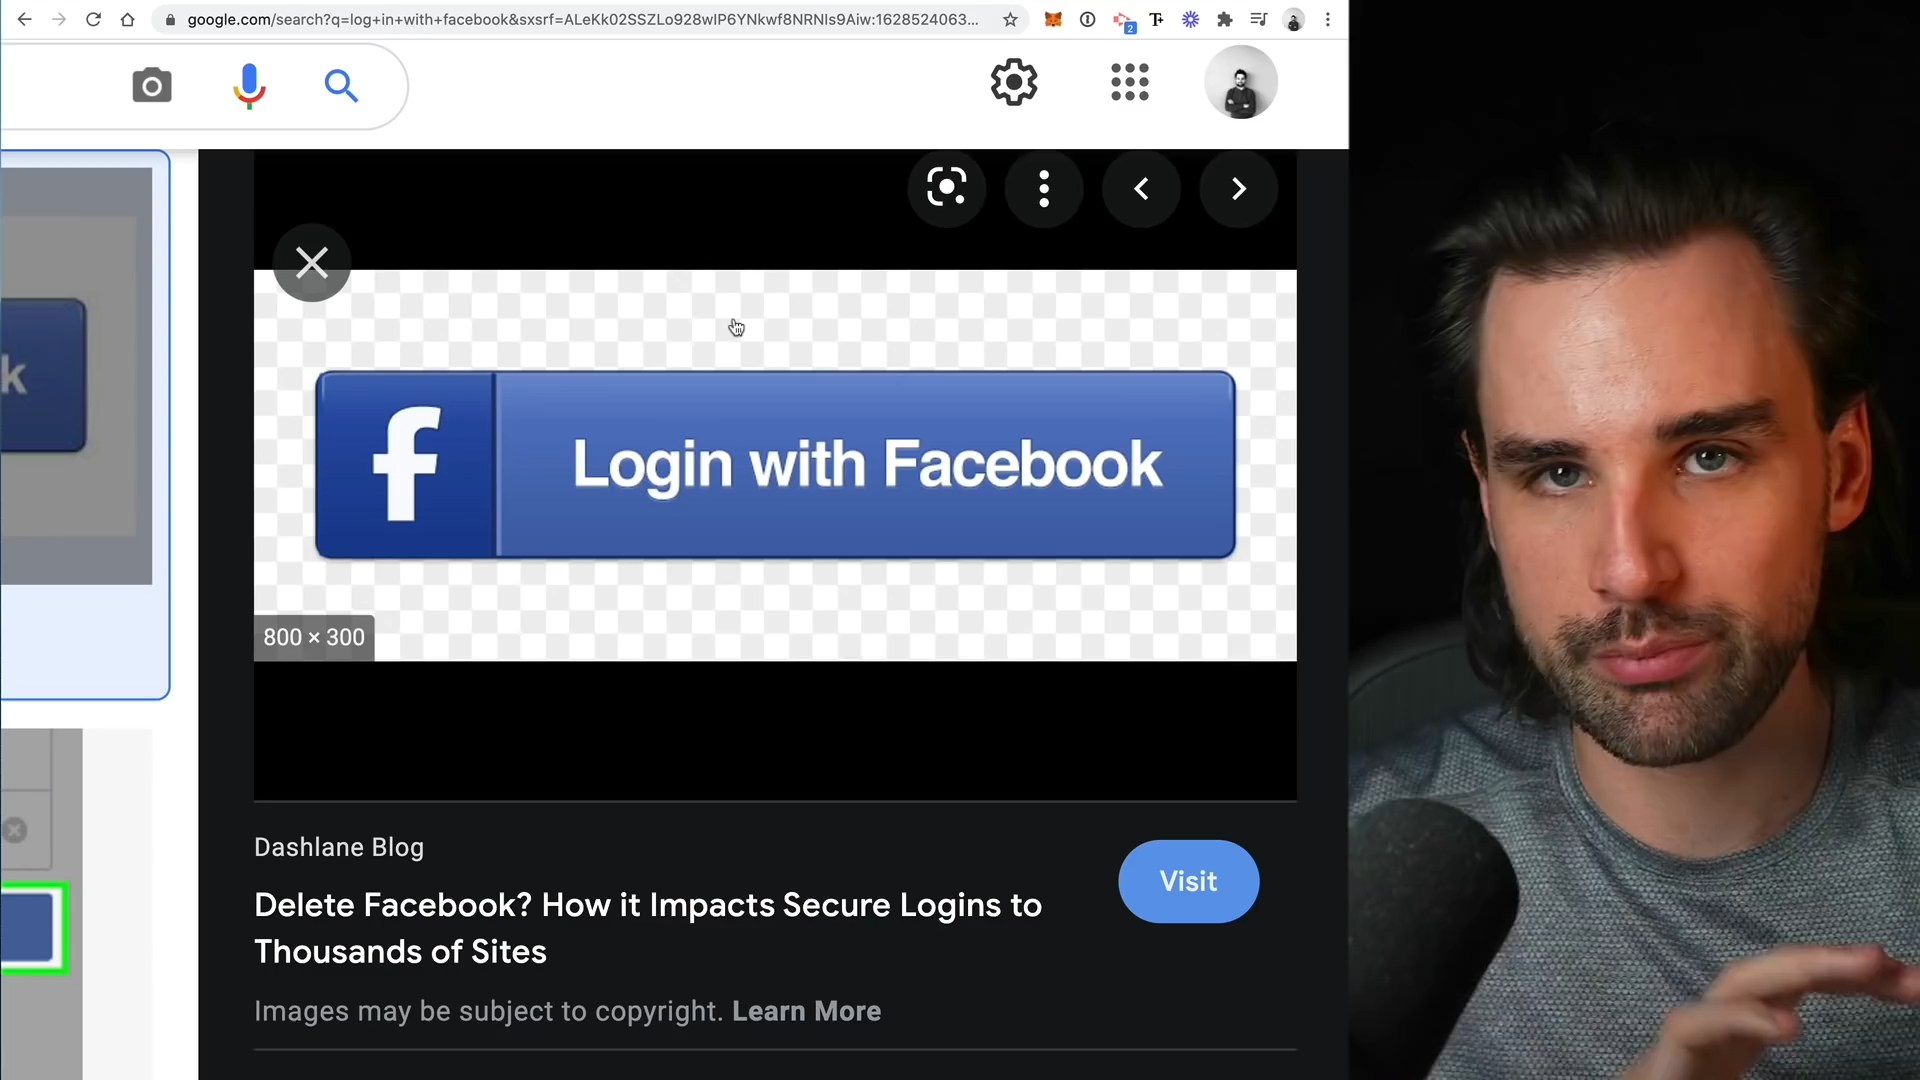 google.com/search?q=log+in+with+facebook&sxsrf=ALeKk02SSZLo928wlP6YNkwf8NRNIs9Aiw:1628524063...
2
k
f
Login with Facebook
800 × 300
Dashlane Blog
Visit
Delete Facebook? How it Impacts Secure Logins to
Thousands of Sites
Images may be subject to copyright. Learn More